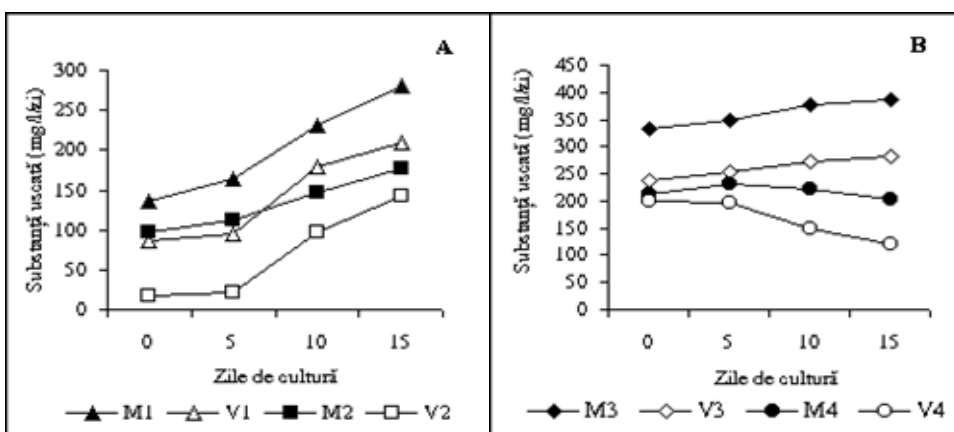 A
Substanţă uscată (mg/l/zi)
300
250
200
150
100
50
0
0 5 10 15
Zile de cultură
M1 V1 M2 V2
B
Substanţă uscată (mg/l/zi)
450
400
350
300
250
200
150
100
50
0
0 5 10 15
Zile de cultură
M3 V3 M4 V4